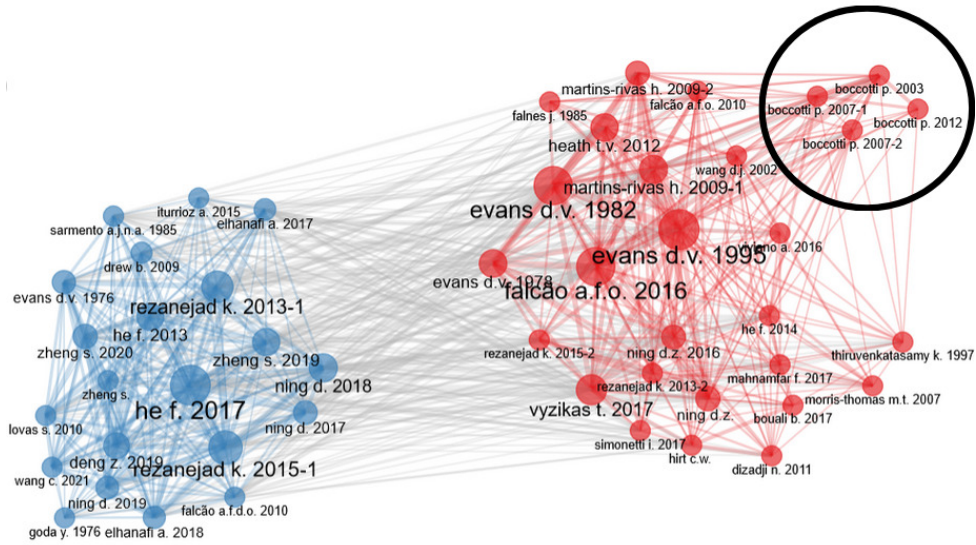 boccotti p. 2003
martins-rivas h. 2009-2
falcão a.f.o. 2010
boccotti p. 2007-1
falnes j. 1985
boccotti p. 2012
heath t.v. 2012
boccotti p. 2007-2
wang d.j. 2002
martins-rivas h. 2009-1
evans d.v. 1982
iturrioz a. 2015
elhanafi a. 2017
sarmento a.j.n.a. 1985
evans d.v. 1995
drew b. 2009
evans d.v. 1978
falcão a.f.o. 2016
evans d.v. 1976
rezanejad k. 2013-1
he f. 2014
he f. 2013
zheng s. 2020
zheng s. 2019
rezanejad k. 2015-2
ning d.z. 2016
thiruvenkatasamy k. 1997
ning d. 2018
rezanejad k. 2013-2
mahnamfar f. 2017
zheng s.
morris-thomas m.t. 2007
he f. 2017
vyzikas t. 2017
ning d.z.
bouali b. 2017
lovas s. 2010
ning d. 2017
simonetti i. 2017
hirt c.w.
deng z. 2019
rezanejad k. 2015-1
dizadji n. 2011
wang c. 2021
ning d. 2019
falcão a.f.d.o. 2010
goda y. 1976
elhanafi a. 2018